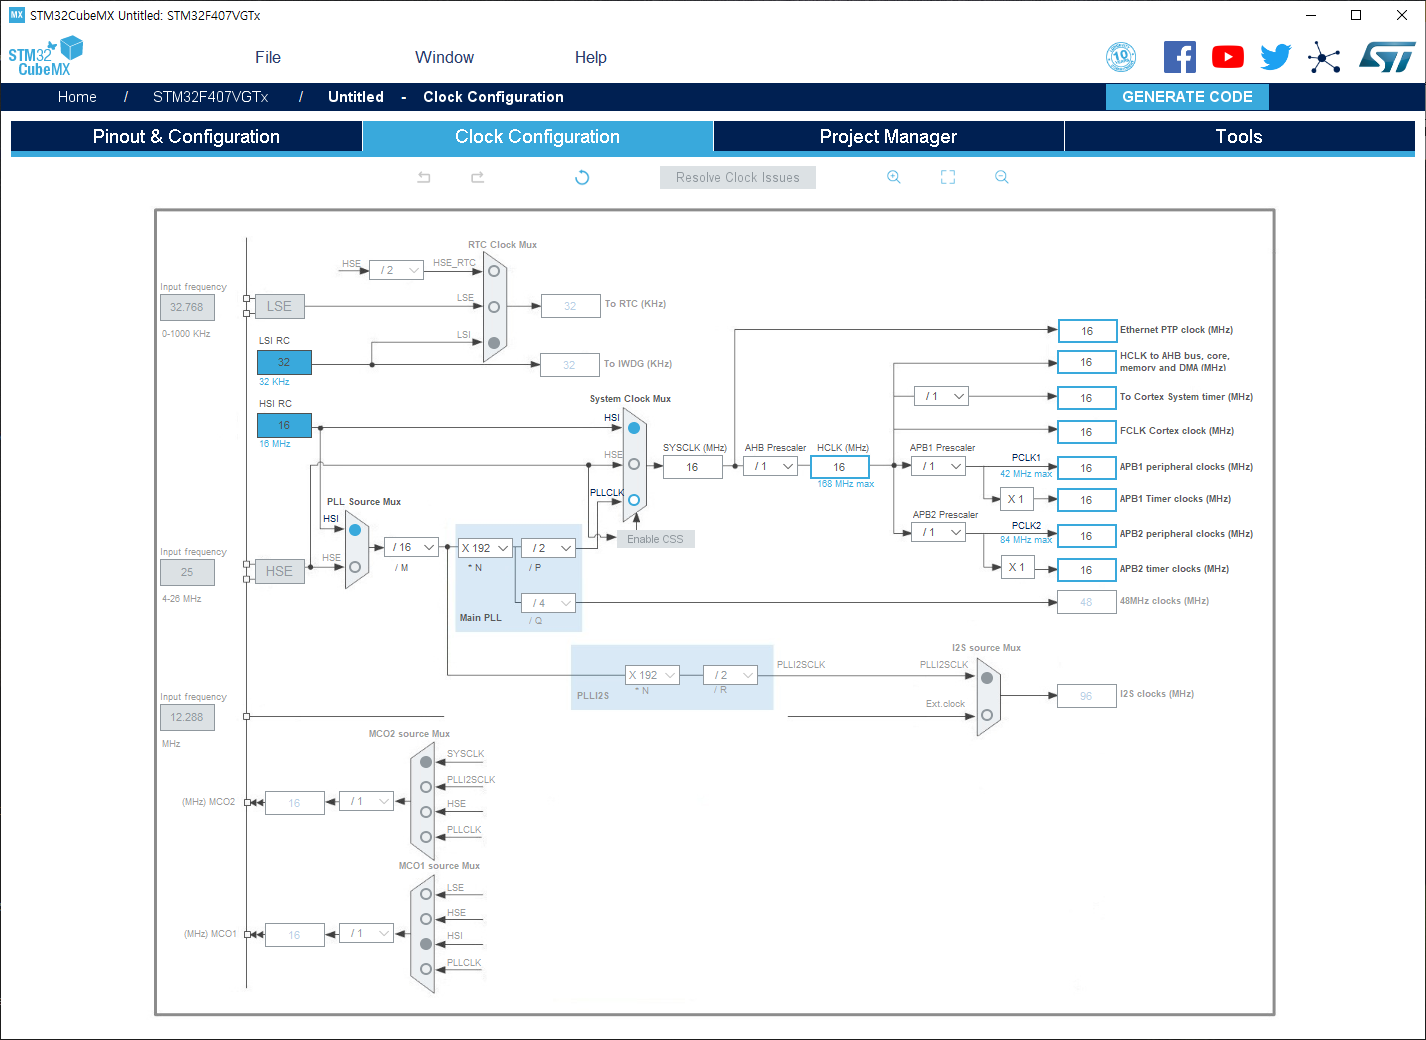 MX STM32CubeMX Untitled: STM32F407VGTx
STM32
CubeMX
File Window Help
10
Home / STM32F407VGTx / Untitled - Clock Configuration
GENERATE CODE
Pinout & Configuration
Clock Configuration
Project Manager
Tools
Resolve Clock Issues
RTC Clock Mux
HSE
/ 2
HSE_RTC
Input frequency
32.768
0-1000 KHz
LSE
LSE
32
To RTC (KHz)
LSI
LSI RC
32
32 KHz
32
To IWDG (KHz)
HSI RC
16
16 MHz
System Clock Mux
HSI
HSE
PLLCLK
Enable CSS
SYSCLK (MHz)
16
AHB Prescaler
/ 1
HCLK (MHz)
16
168 MHz max
16
Ethernet PTP clock (MHz)
16
HCLK to AHB bus, core,
memory and DMA (MHz)
/ 1
16
To Cortex System timer (MHz)
16
FCLK Cortex clock (MHz)
APB1 Prescaler
/ 1
PCLK1
42 MHz max
16
APB1 peripheral clocks (MHz)
X 1
16
APB1 Timer clocks (MHz)
APB2 Prescaler
/ 1
PCLK2
84 MHz max
16
APB2 peripheral clocks (MHz)
X 1
16
APB2 timer clocks (MHz)
48
48MHz clocks (MHz)
PLL Source Mux
HSI
HSE
Input frequency
25
4-26 MHz
HSE
/ 16
/ M
X 192
* N
/ 2
/ P
/ 4
/ Q
Main PLL
X 192
* N
/ 2
/ R
PLLI2S
PLLI2SCLK
I2S source Mux
PLLI2SCLK
Ext.clock
96
I2S clocks (MHz)
Input frequency
12.288
MHz
MCO2 source Mux
SYSCLK
PLLI2SCLK
HSE
PLLCLK
(MHz) MCO2
16
/ 1
MCO1 source Mux
LSE
HSE
HSI
PLLCLK
(MHz) MCO1
16
/ 1